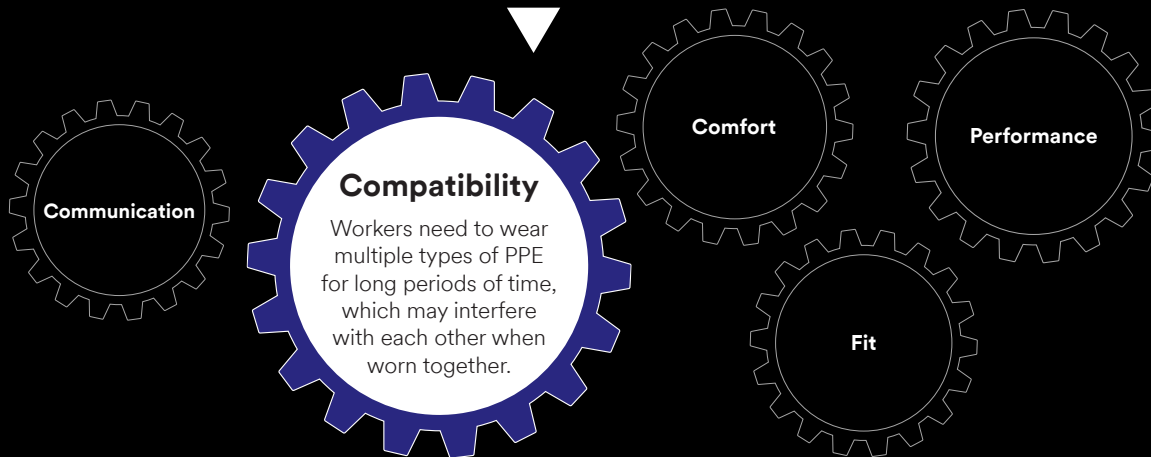 Communication
Compatibility
Workers need to wear
multiple types of PPE
for long periods of time,
which may interfere
with each other when
worn together.
Comfort
Performance
Fit